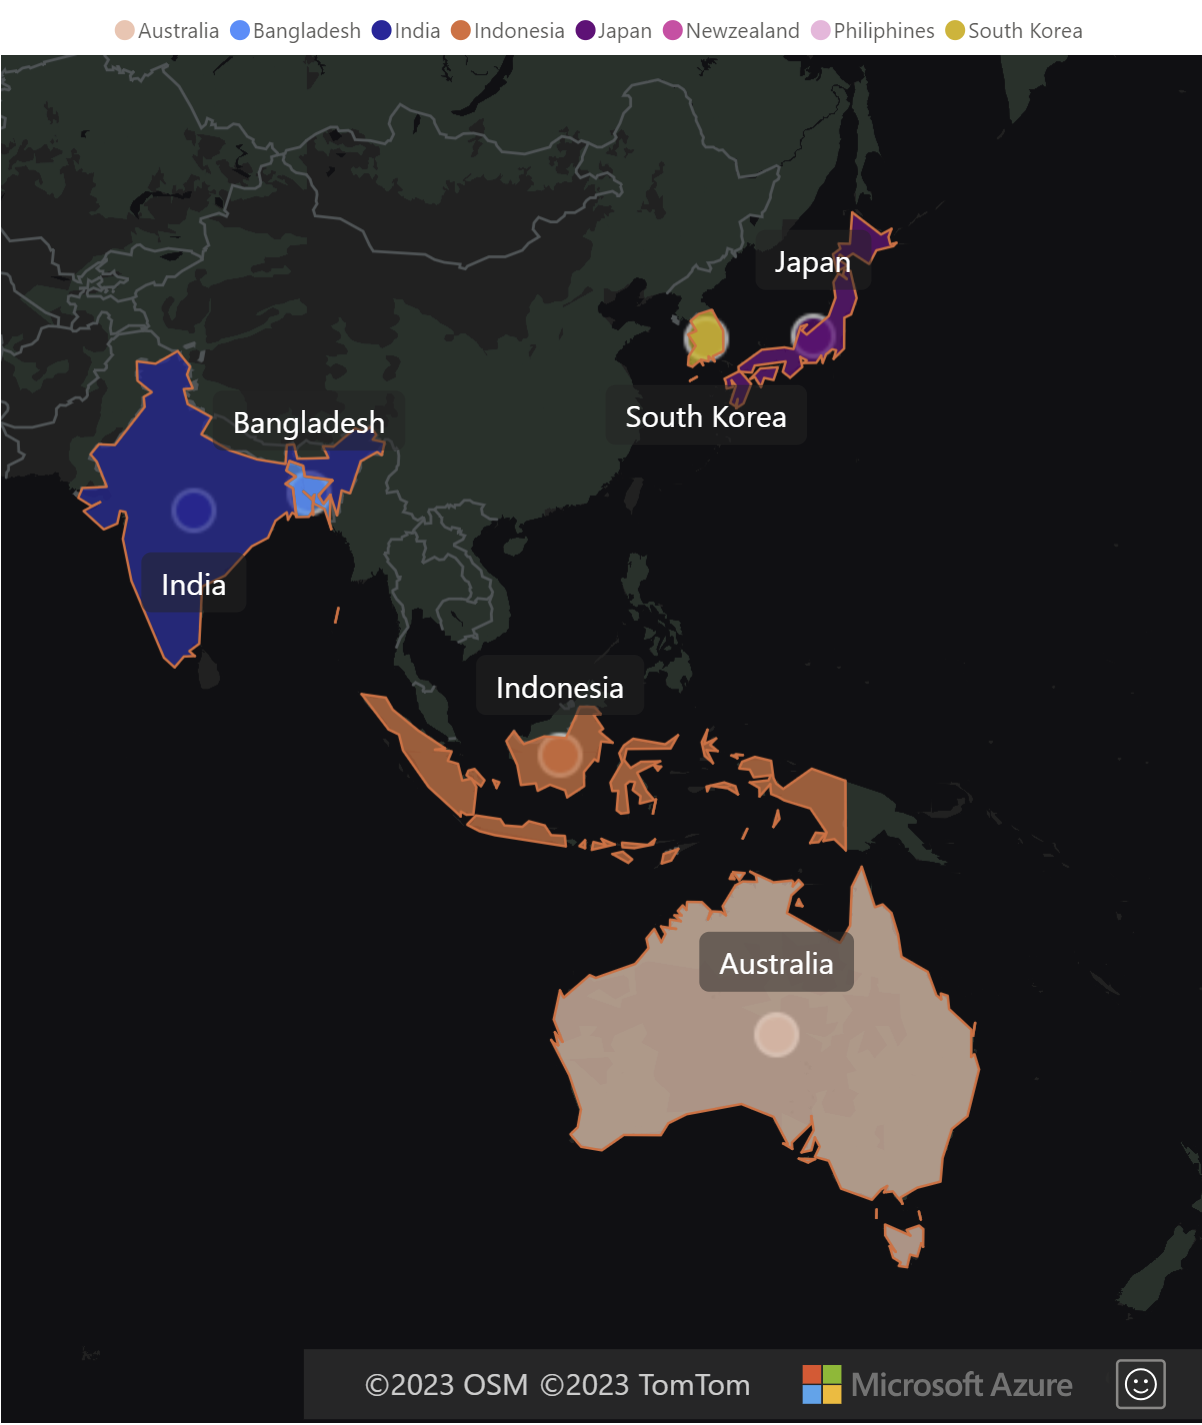 Australia Bangladesh India Indonesia Japan Newzealand Philiphines South Korea
Japan
South Korea
Bangladesh
India
Indonesia
Australia
©2023 OSM ©2023 TomTom Microsoft Azure